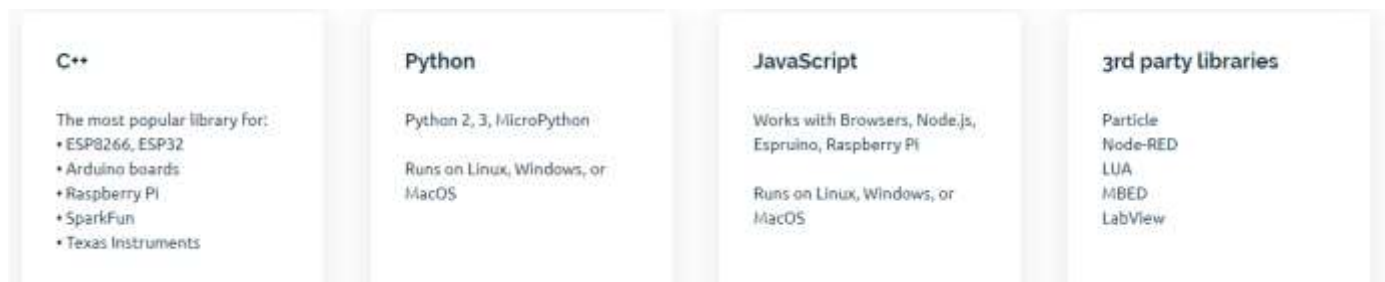 C++
The most popular library for:
• ESP8266, ESP32
• Arduino boards
• Raspberry Pi
• SparkFun
• Texas Instruments
Python
Python 2, 3, MicroPython
Runs on Linux, Windows, or
MacOS
JavaScript
Works with Browsers, Node.js,
Espruino, Raspberry Pi
Runs on Linux, Windows, or
MacOS
3rd party libraries
Particle
Node-RED
LUA
MBED
LabView